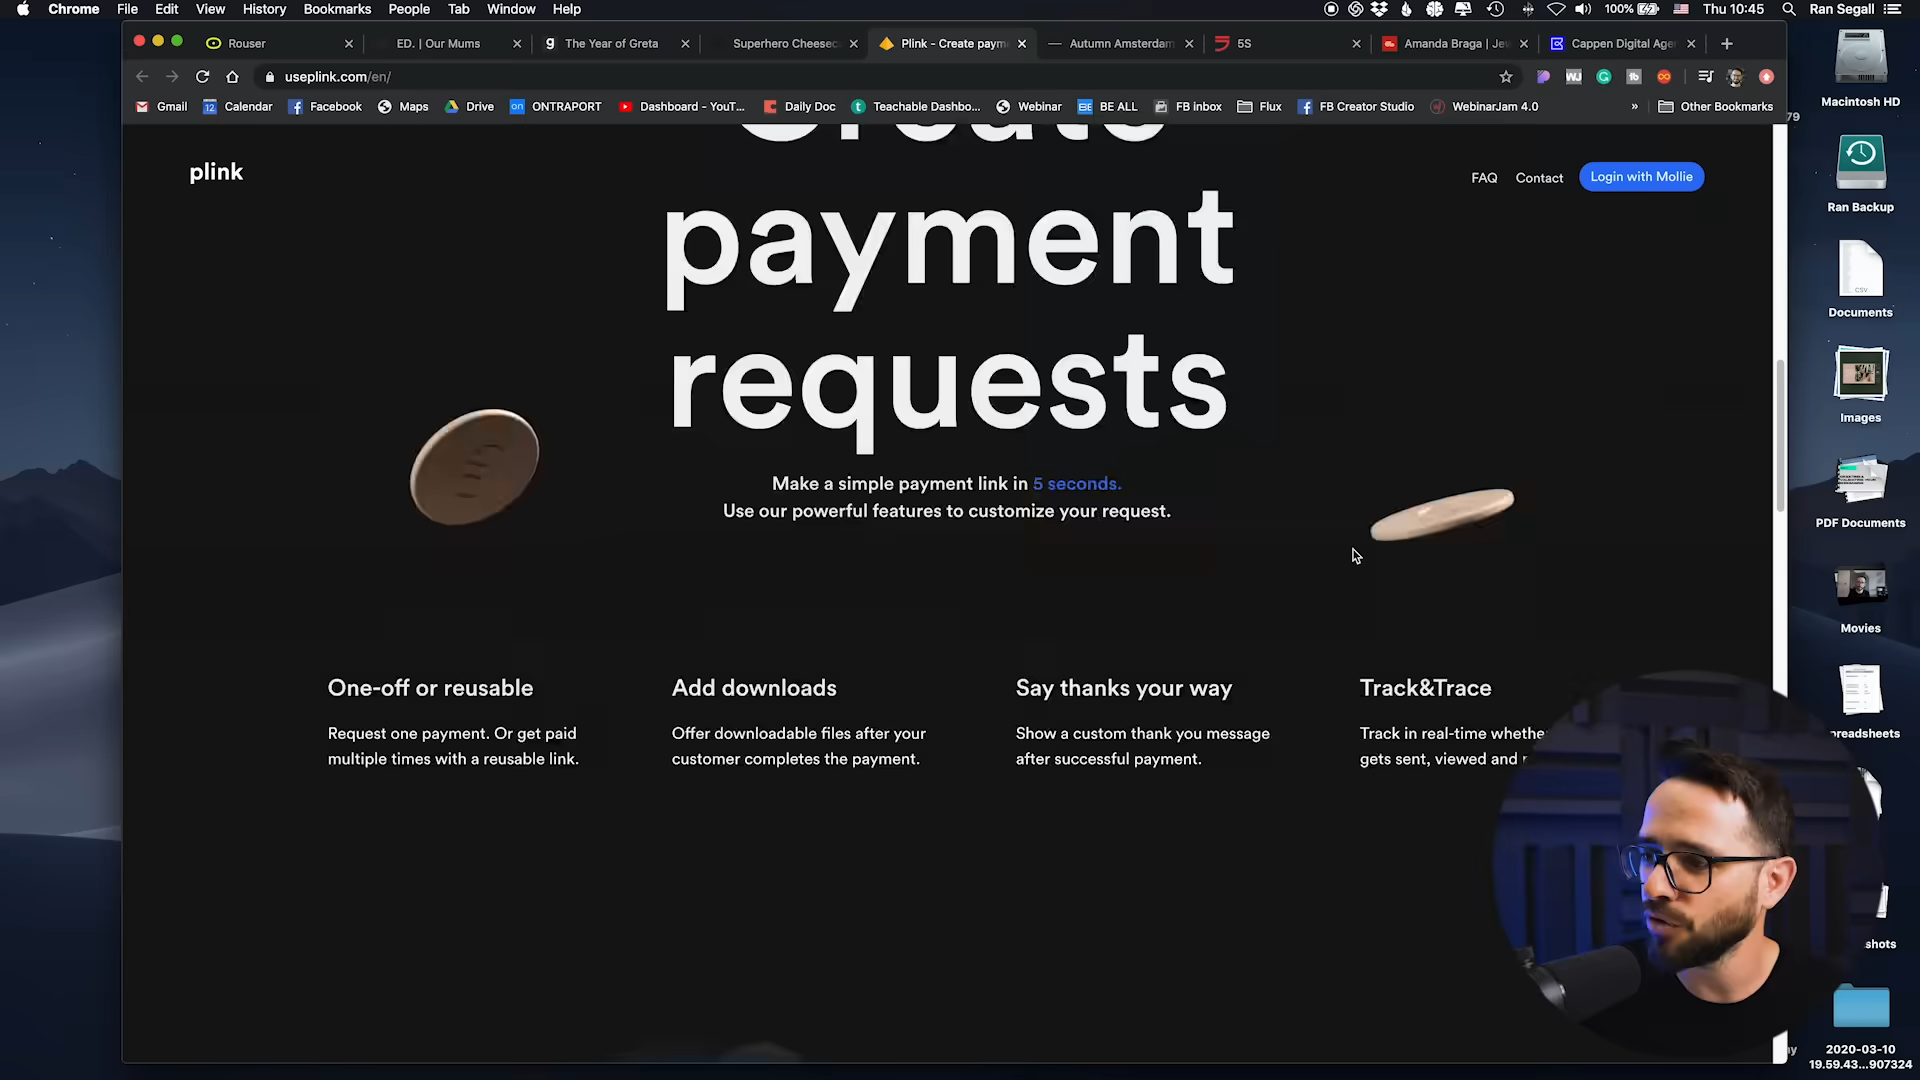 Chrome File Edit View History Bookmarks People Tab Window Help
100% Thu 10:45 Ran Segall
Rouser
ED. | Our Mums
The Year of Greta
Superhero Cheesec
Plink - Create paym
Autumn Amsterdam
5S
Amanda Braga | Je
Cappen Digital Age
useplink.com/en/
Gmail Calendar Facebook Maps Drive ONTRAPORT Dashboard - YouT... Daily Doc Teachable Dashbo... Webinar BE ALL FB inbox Flux FB Creator Studio WebinarJam 4.0 » Other Bookmarks
plink
FAQ Contact Login with Mollie
Create
payment
requests
Make a simple payment link in 5 seconds.
Use our powerful features to customize your request.
One-off or reusable
Request one payment. Or get paid
multiple times with a reusable link.
Add downloads
Offer downloadable files after your
customer completes the payment.
Say thanks your way
Show a custom thank you message
after successful payment.
Track&Trace
Track in real-time whethe
gets sent, viewed and
Macintosh HD
79
Ran Backup
CSV
Documents
Images
PDF Documents
Movies
readsheets
shots
2020-03-10
19.59.43...907324